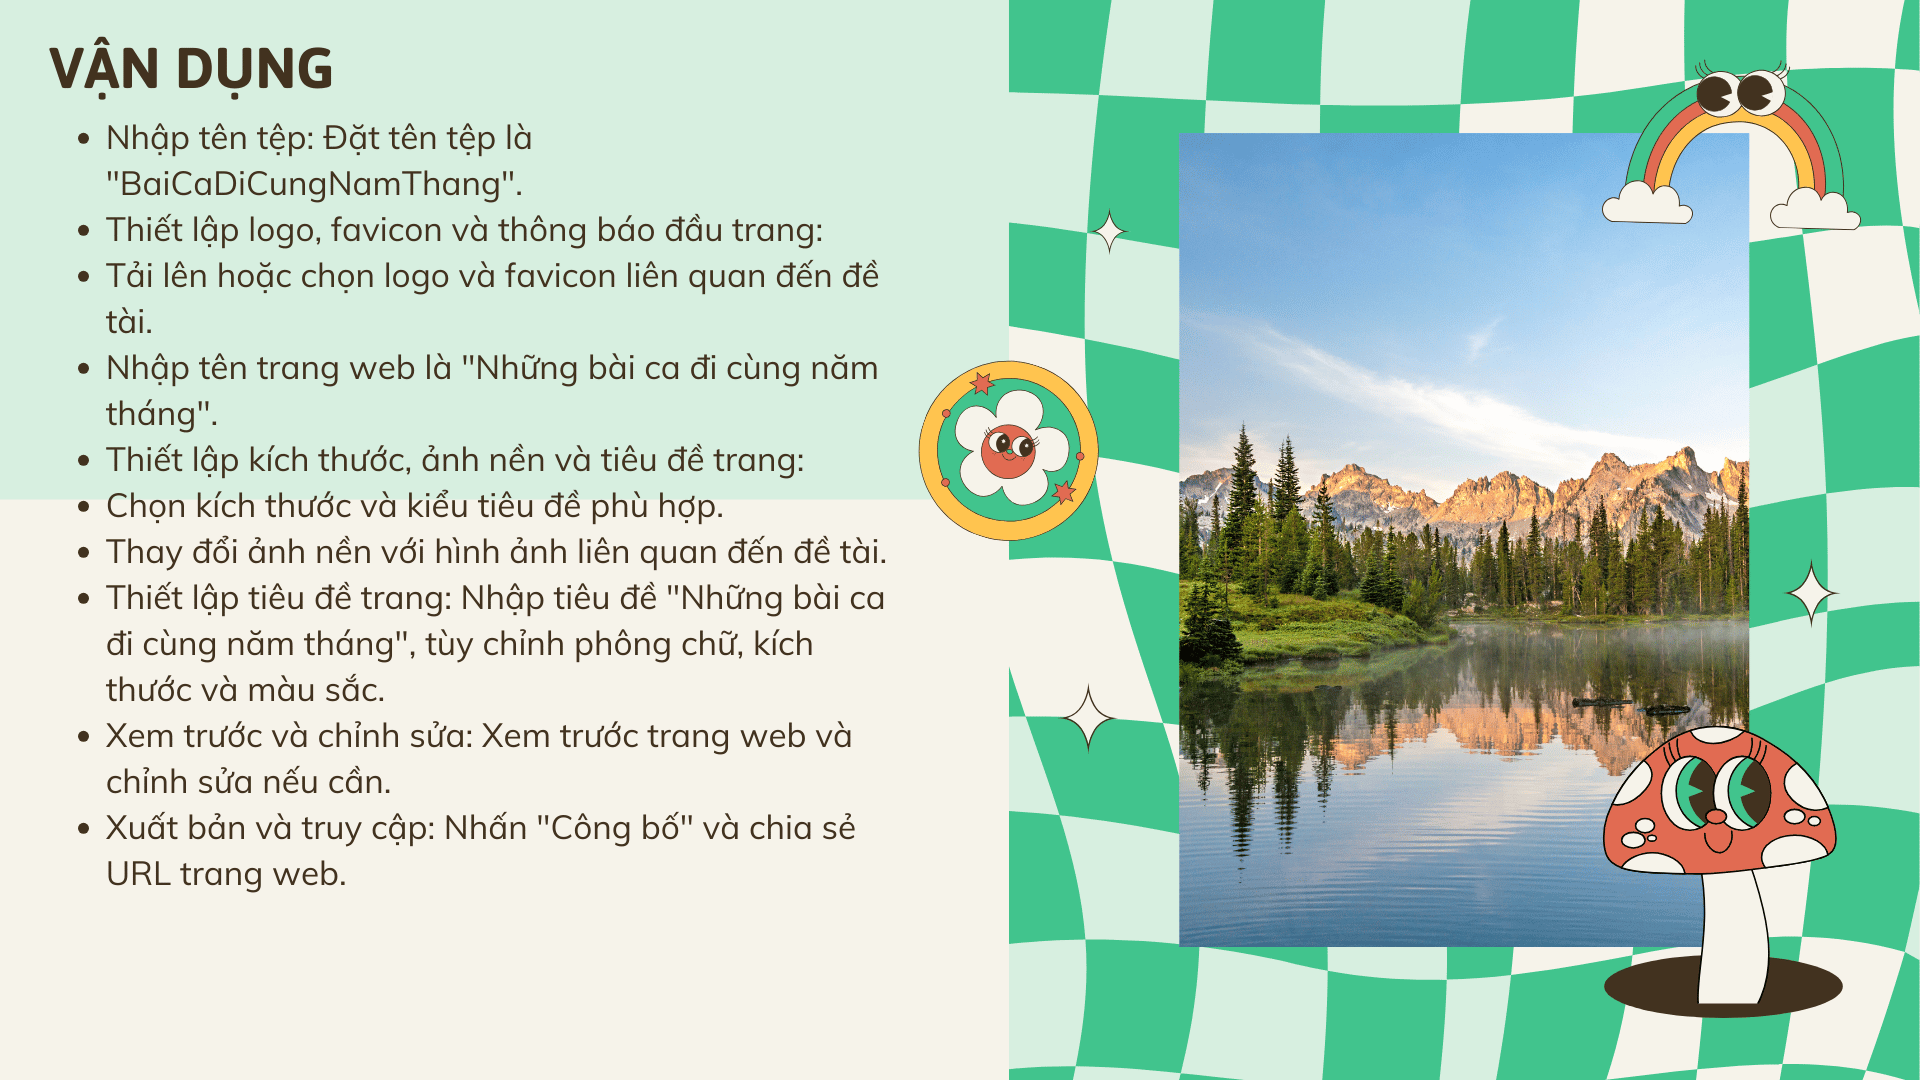 VẬN DỤNG
• Nhập tên tệp: Đặt tên tệp là
"BaiCaDiCungNamThang".
• Thiết lập logo, favicon và thông báo đầu trang:
• Tải lên hoặc chọn logo và favicon liên quan đến đề
tài.
• Nhập tên trang web là "Những bài ca đi cùng năm
tháng".
• Thiết lập kích thước, ảnh nền và tiêu đề trang:
• Chọn kích thước và kiểu tiêu đề phù hợp.
• Thay đổi ảnh nền với hình ảnh liên quan đến đề tài.
• Thiết lập tiêu đề trang: Nhập tiêu đề "Những bài ca
đi cùng năm tháng", tùy chỉnh phông chữ, kích
thước và màu sắc.
• Xem trước và chỉnh sửa: Xem trước trang web và
chỉnh sửa nếu cần.
• Xuất bản và truy cập: Nhấn "Công bố" và chia sẻ
URL trang web.